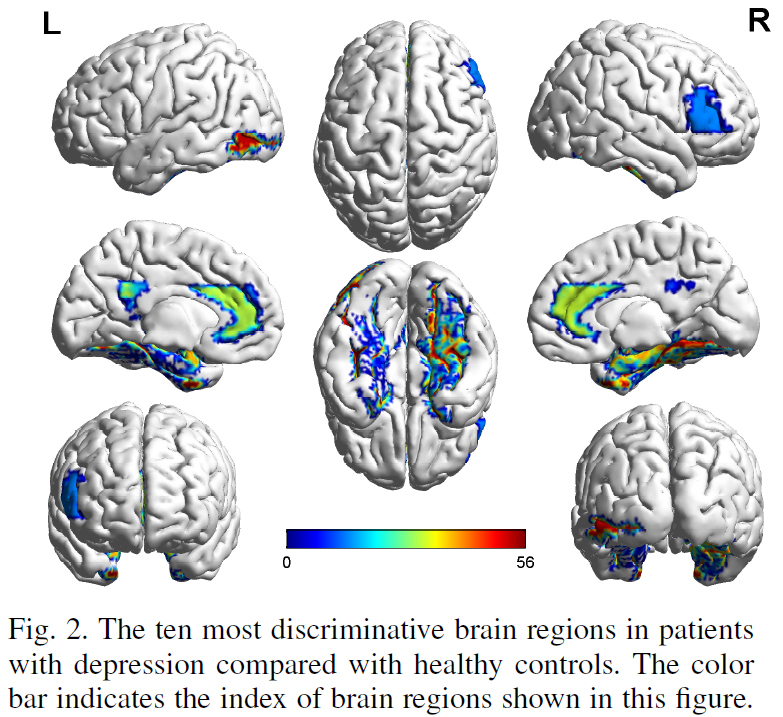 L
R
0
56
Fig. 2. The ten most discriminative brain regions in patients
with depression compared with healthy controls. The color
bar indicates the index of brain regions shown in this figure.